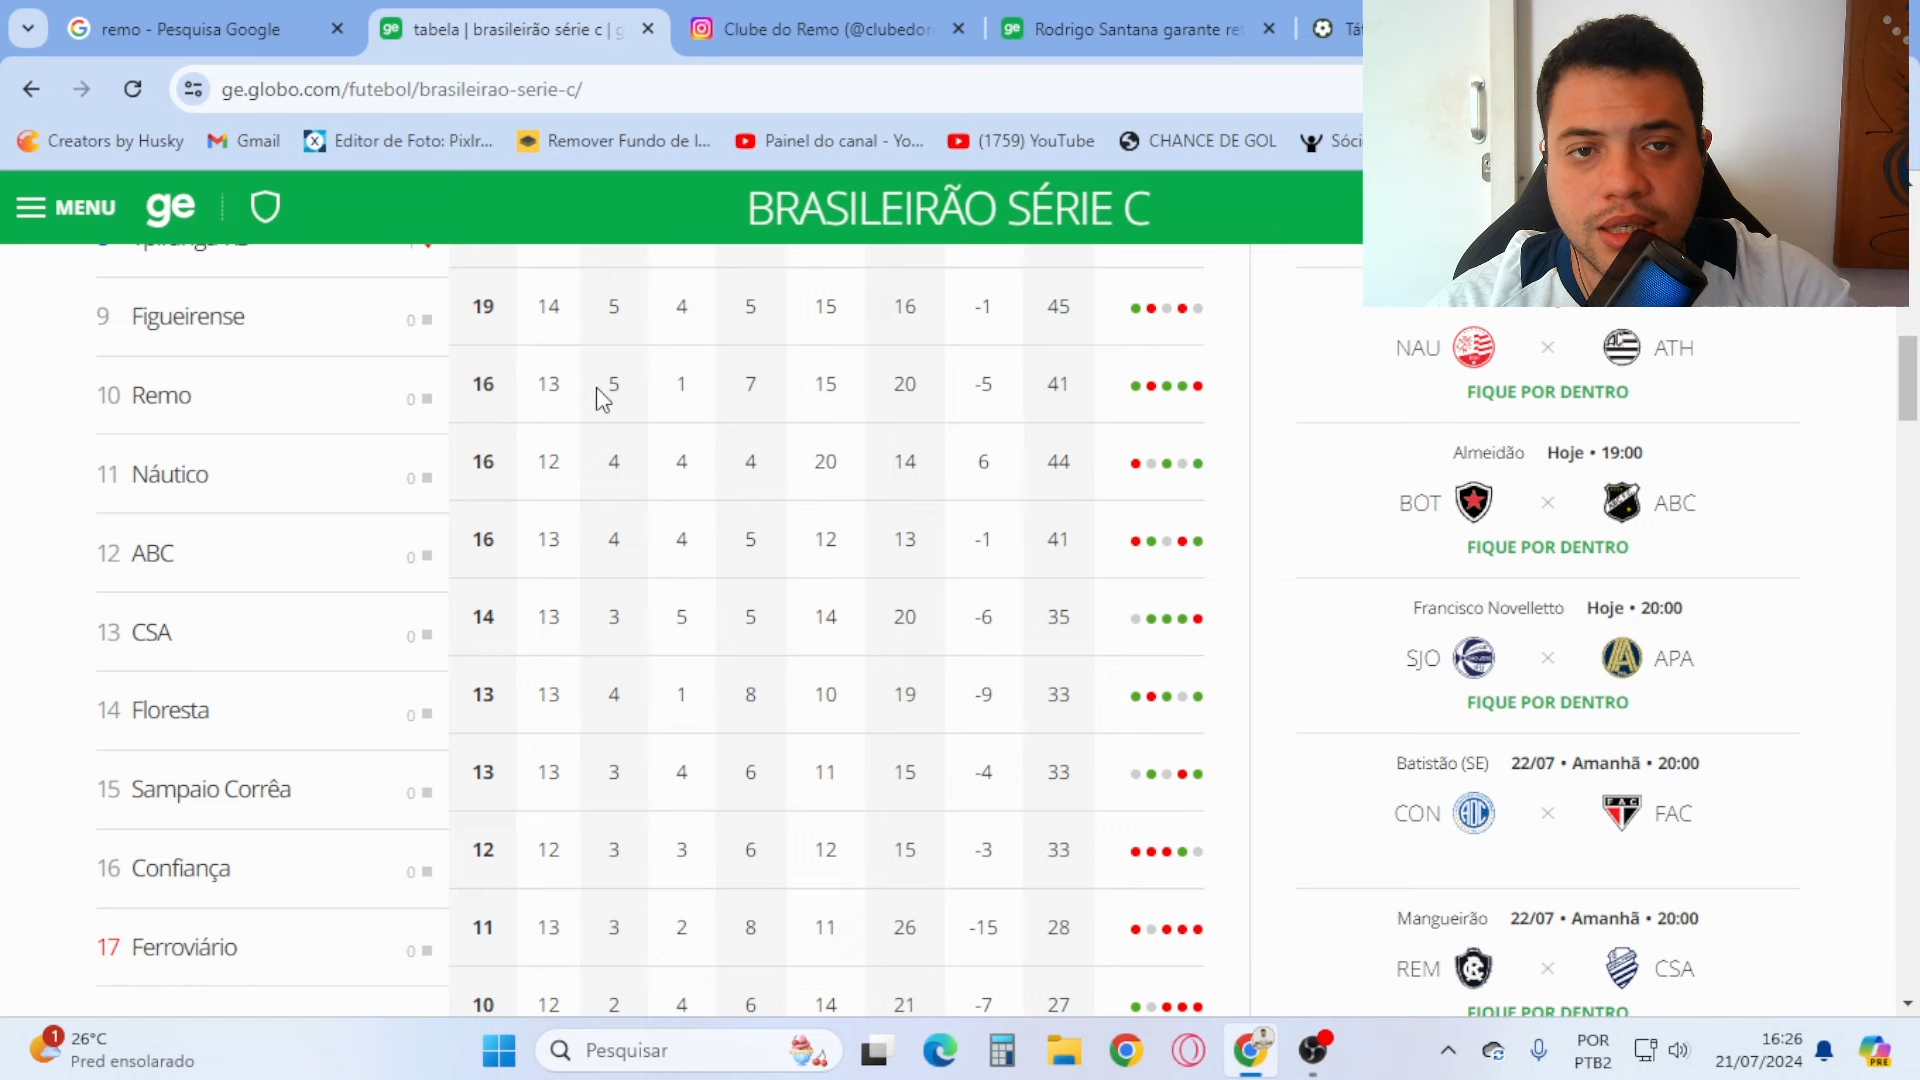 remo - Pesquisa Google
tabela | brasileirão série c | g
Clube do Remo (@clubedor
Rodrigo Santana garante ret
Tá
ge.globo.com/futebol/brasileirao-serie-c/
Creators by Husky
Gmail
Editor de Foto: Pixlr...
Remover Fundo de I...
Painel do canal - Yo...
(1759) YouTube
CHANCE DE GOL
Sóci
MENU
ge
BRASILEIRÃO SÉRIE C
9 Figueirense 0 19 14 5 4 5 15 16 -1 45
10 Remo 0 16 13 5 1 7 15 20 -5 41
11 Náutico 0 16 12 4 4 4 20 14 6 44
12 ABC 0 16 13 4 4 5 12 13 -1 41
13 CSA 0 14 13 3 5 5 14 20 -6 35
14 Floresta 0 13 13 4 1 8 10 19 -9 33
15 Sampaio Corrêa 0 13 13 3 4 6 11 15 -4 33
16 Confiança 0 12 12 3 3 6 12 15 -3 33
17 Ferroviário 0 11 13 3 2 8 11 26 -15 28
10 12 2 4 6 14 21 -7 27
NAU × ATH
FIQUE POR DENTRO
Almeidão Hoje • 19:00
BOT × ABC
FIQUE POR DENTRO
Francisco Novelletto Hoje • 20:00
SJO × APA
FIQUE POR DENTRO
Batistão (SE) 22/07 • Amanhã • 20:00
CON × FAC
Mangueirão 22/07 • Amanhã • 20:00
REM × CSA
FIQUE POR DENTRO
1
26°C
Pred ensolarado
Pesquisar
POR
PTB2
16:26
21/07/2024
PRE